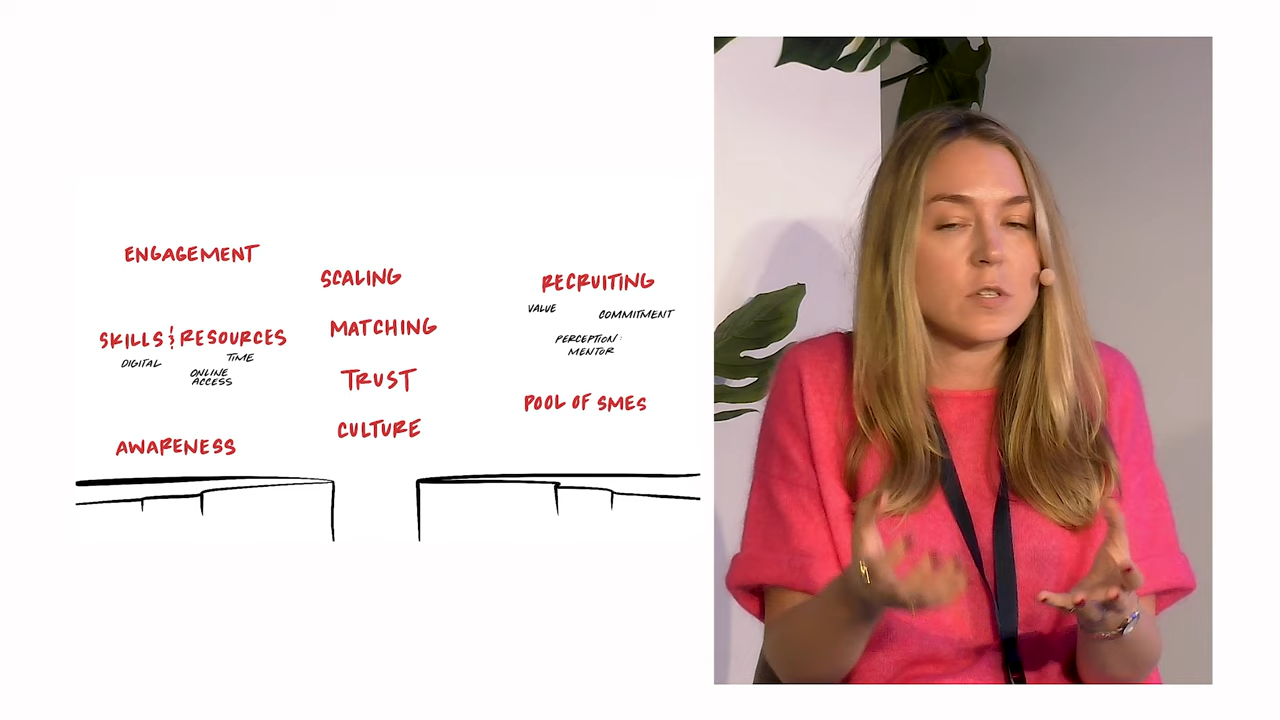 ENGAGEMENT
SKILLS & RESOURCES
DIGITAL
TIME
ONLINE
ACCESS
AWARENESS
SCALING
MATCHING
TRUST
CULTURE
RECRUITING
VALUE
COMMITMENT
PERCEPTION:
MENTOR
POOL OF SMES